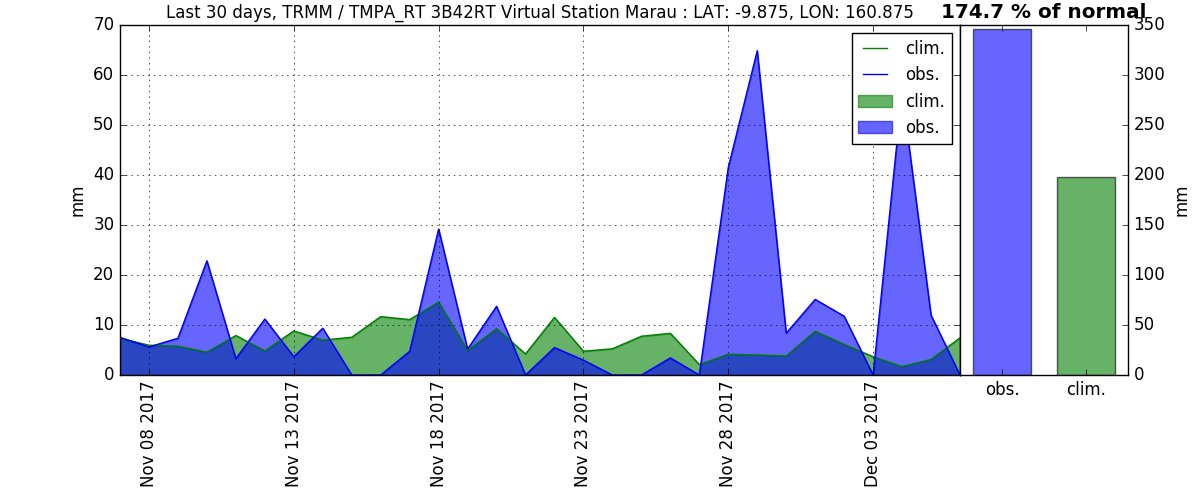 Last 30 days, TRMM / TMPA_RT 3B42RT Virtual Station Marau : LAT: -9.875, LON: 160.875
174.7 % of normal
70
60
50
40
30
20
10
0
mm
clim.
obs.
clim.
obs.
350
300
250
200
150
100
50
0
mm
Nov 08 2017
Nov 13 2017
Nov 18 2017
Nov 23 2017
Nov 28 2017
Dec 03 2017
obs.
clim.